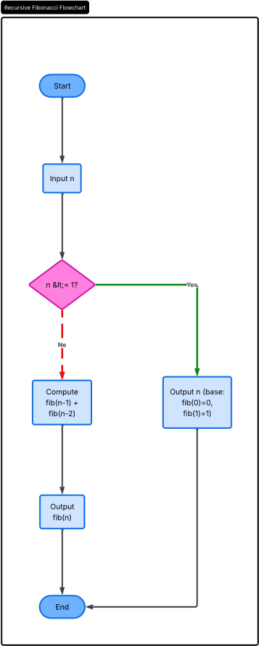 Recursive Fibonacci Flowchart
Start
Input n
n &lt;= 1?
Yes
No
Compute
fib(n-1) +
fib(n-2)
Output n (base:
fib(0)=0,
fib(1)=1)
Output
fib(n)
End